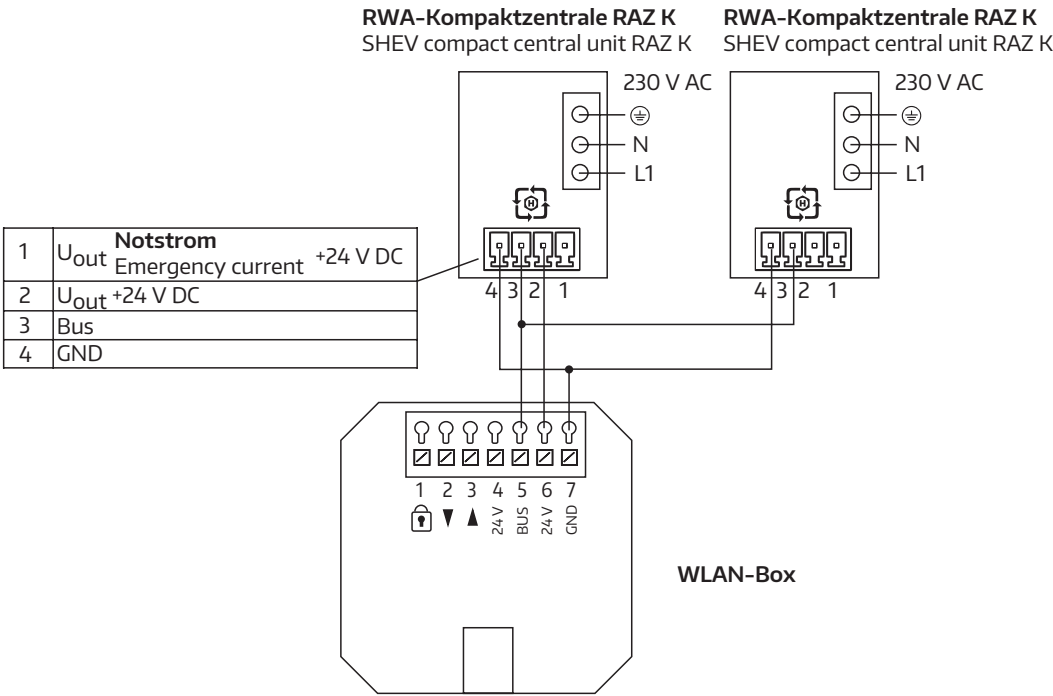 RWA-Kompaktzentrale RAZ K
SHEV compact central unit RAZ K
RWA-Kompaktzentrale RAZ K
SHEV compact central unit RAZ K
230 V AC
N
L1
H
4 3 2 1
230 V AC
N
L1
H
4 3 2 1
1 Uout Notstrom Emergency current +24 V DC
2 Uout +24 V DC
3 Bus
4 GND
1 2 3 4 5 6 7
24 V BUS 24 V GND
WLAN-Box